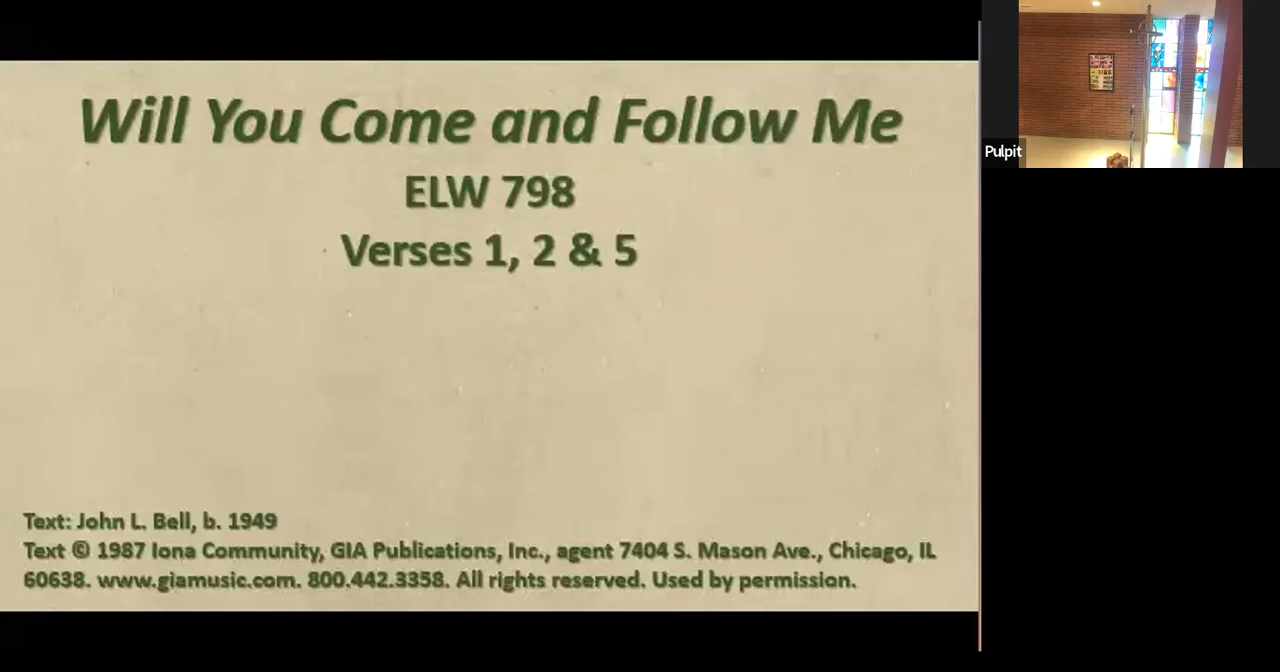 Will You Come and Follow Me
ELW 798
Verses 1, 2 & 5
Text: John L. Bell, b. 1949
Text © 1987 Iona Community, GIA Publications, Inc., agent 7404 S. Mason Ave., Chicago, IL
60638. www.giamusic.com. 800.442.3358. All rights reserved. Used by permission.
Pulpit